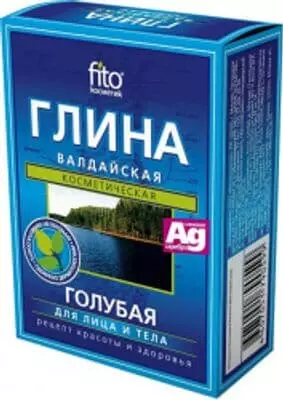 fito
косметик
ГЛИНА
ВАЛДАЙСКАЯ
КОСМЕТИЧЕСКАЯ
Ag
ГОЛУБАЯ
ДЛЯ ЛИЦА И ТЕЛА
рецепт красоты и здоровья